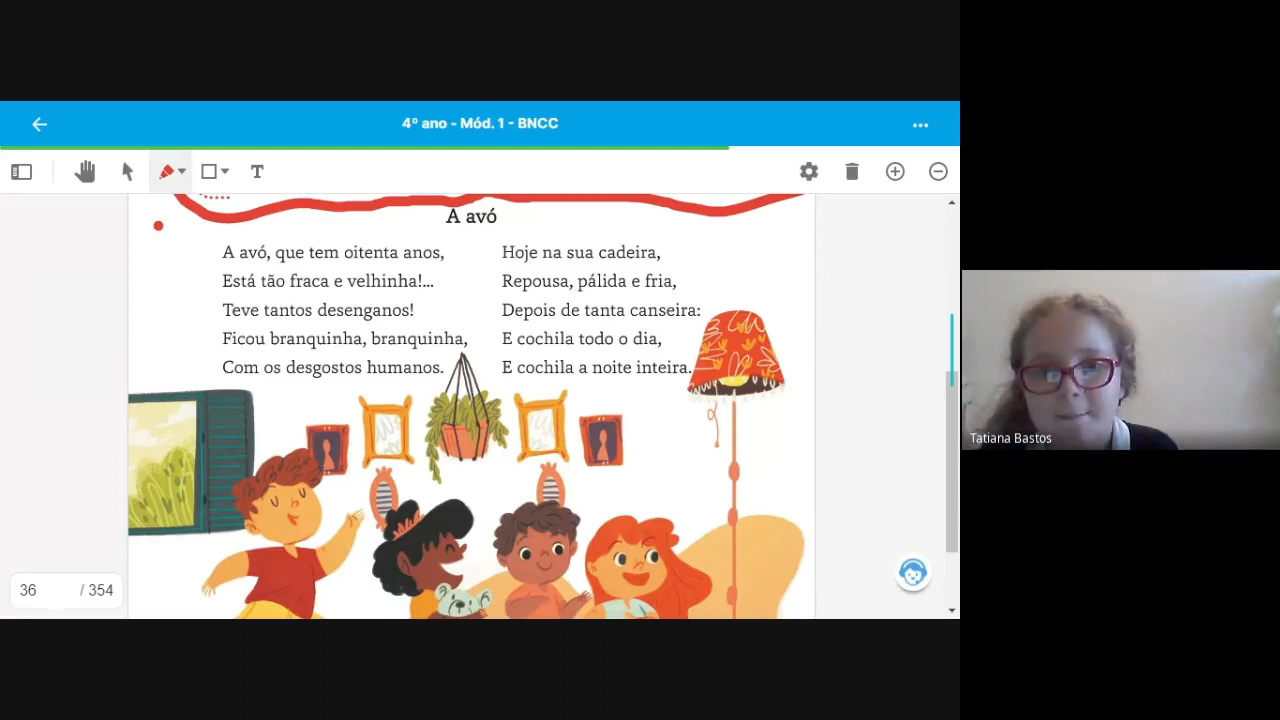 4º ano - Mód. 1 - BNCC
T
A avó
A avó, que tem oitenta anos,
Está tão fraca e velhinha!...
Teve tantos desenganos!
Ficou branquinha, branquinha,
Com os desgostos humanos.
Hoje na sua cadeira,
Repousa, pálida e fria,
Depois de tanta canseira:
E cochila todo o dia,
E cochila a noite inteira.
36 / 354
Tatiana Bastos